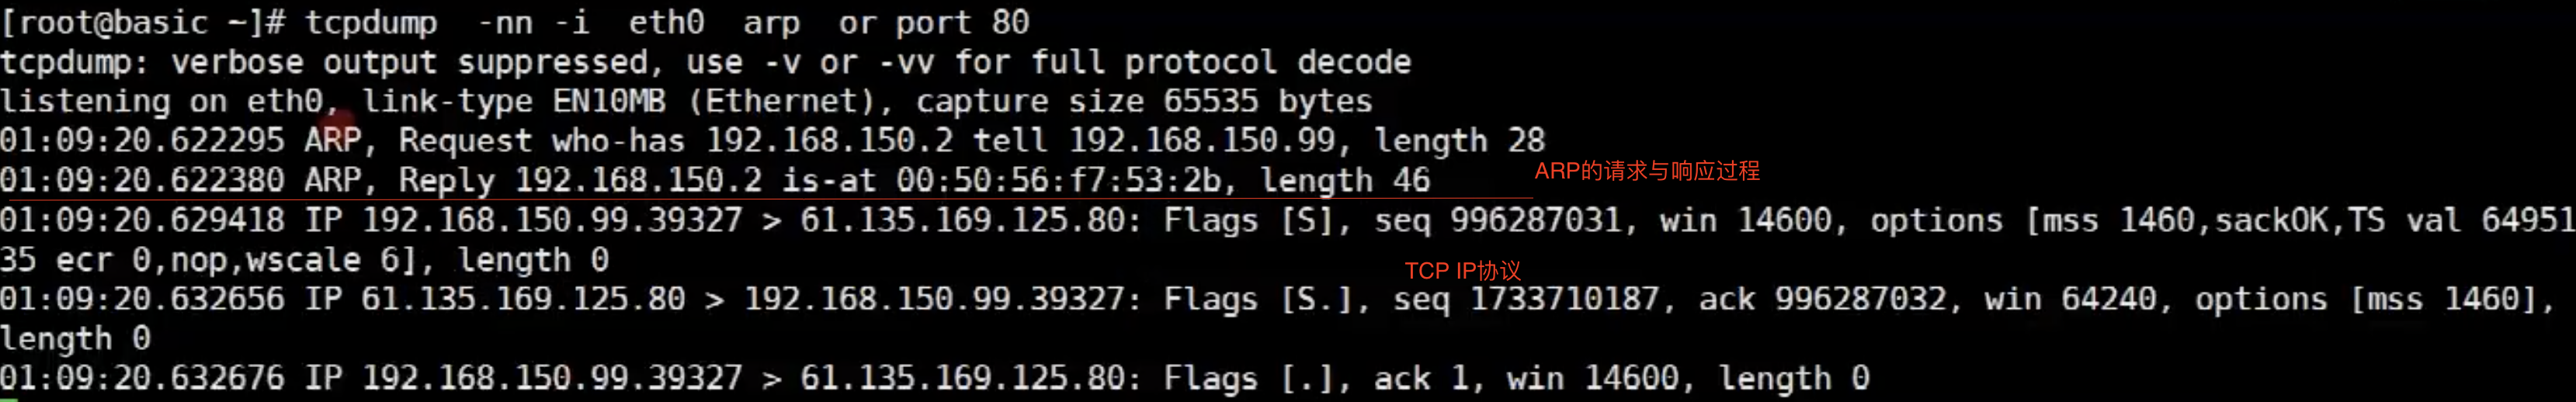 [root@basic ~]# tcpdump  -nn -i  eth0  arp  or port 80
tcpdump: verbose output suppressed, use -v or -vv for full protocol decode
listening on eth0, link-type EN10MB (Ethernet), capture size 65535 bytes
01:09:20.622295 ARP, Request who-has 192.168.150.2 tell 192.168.150.99, length 28
01:09:20.622380 ARP, Reply 192.168.150.2 is-at 00:50:56:f7:53:2b, length 46
ARP的请求与响应过程
01:09:20.629418 IP 192.168.150.99.39327 > 61.135.169.125.80: Flags [S], seq 996287031, win 14600, options [mss 1460,sackOK,TS val 64951
35 ecr 0,nop,wscale 6], length 0
TCP IP协议
01:09:20.632656 IP 61.135.169.125.80 > 192.168.150.99.39327: Flags [S.], seq 1733710187, ack 996287032, win 64240, options [mss 1460],
length 0
01:09:20.632676 IP 192.168.150.99.39327 > 61.135.169.125.80: Flags [.], ack 1, win 14600, length 0